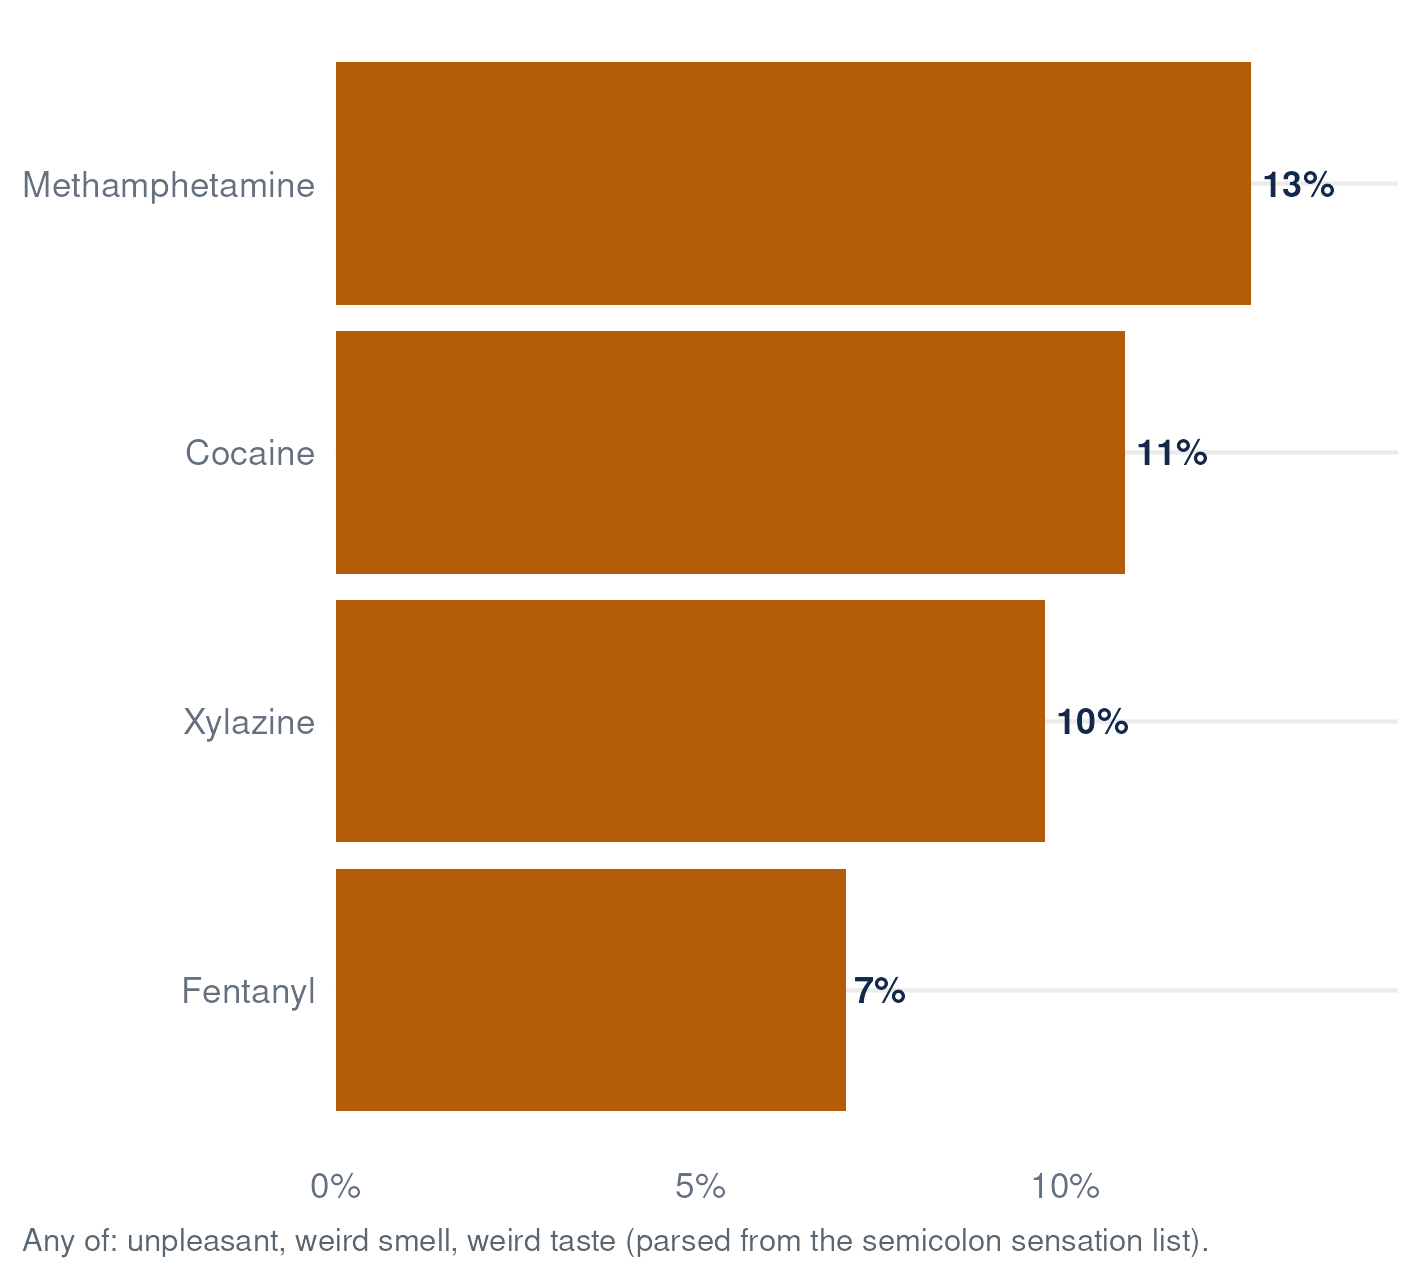 Methamphetamine 13%
Cocaine 11%
Xylazine 10%
Fentanyl 7%
0% 5% 10%
Any of: unpleasant, weird smell, weird taste (parsed from the semicolon sensation list).